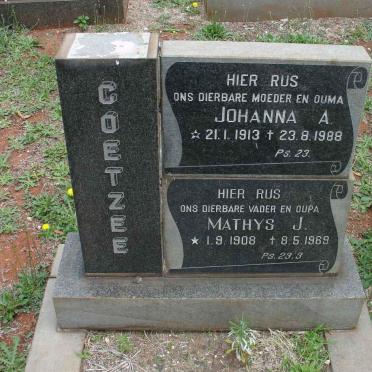 COETZEE
HIER RUS
ONS DIERBARE MOEDER EN OUMA
JOHANNA A.
☆ 21.1.1913 † 23.8.1988
Ps. 23.
HIER RUS
ONS DIERBARE VADER EN OUPA
MATHYS J.
☆ 1.9.1908 † 8.5.1969
Ps. 23.3